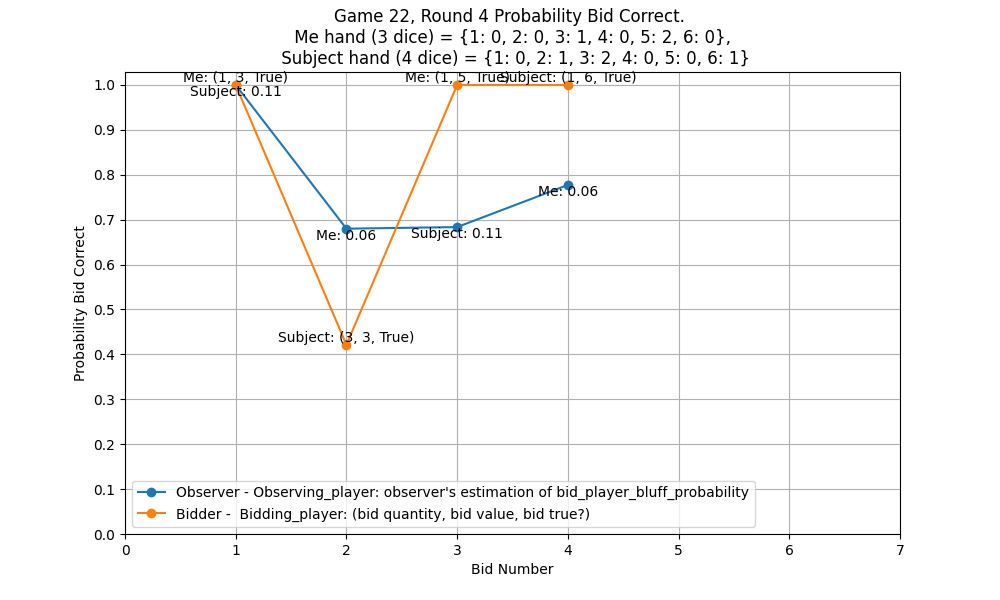 Game 22, Round 4 Probability Bid Correct.
Me hand (3 dice) = {1: 0, 2: 0, 3: 1, 4: 0, 5: 2, 6: 0},
Subject hand (4 dice) = {1: 0, 2: 1, 3: 2, 4: 0, 5: 0, 6: 1}
Me: (1, 3, True)
Me: (1, 5, True)
Subject: (1, 6, True)
Subject: 0.11
Me: 0.06
Me: 0.06
Subject: 0.11
Subject: (3, 3, True)
1.0
0.9
0.8
0.7
0.6
0.5
0.4
0.3
0.2
0.1
0.0
Probability Bid Correct
Observer - Observing_player: observer's estimation of bid_player_bluff_probability
Bidder -  Bidding_player: (bid quantity, bid value, bid true?)
0 1 2 3 4 5 6 7
Bid Number